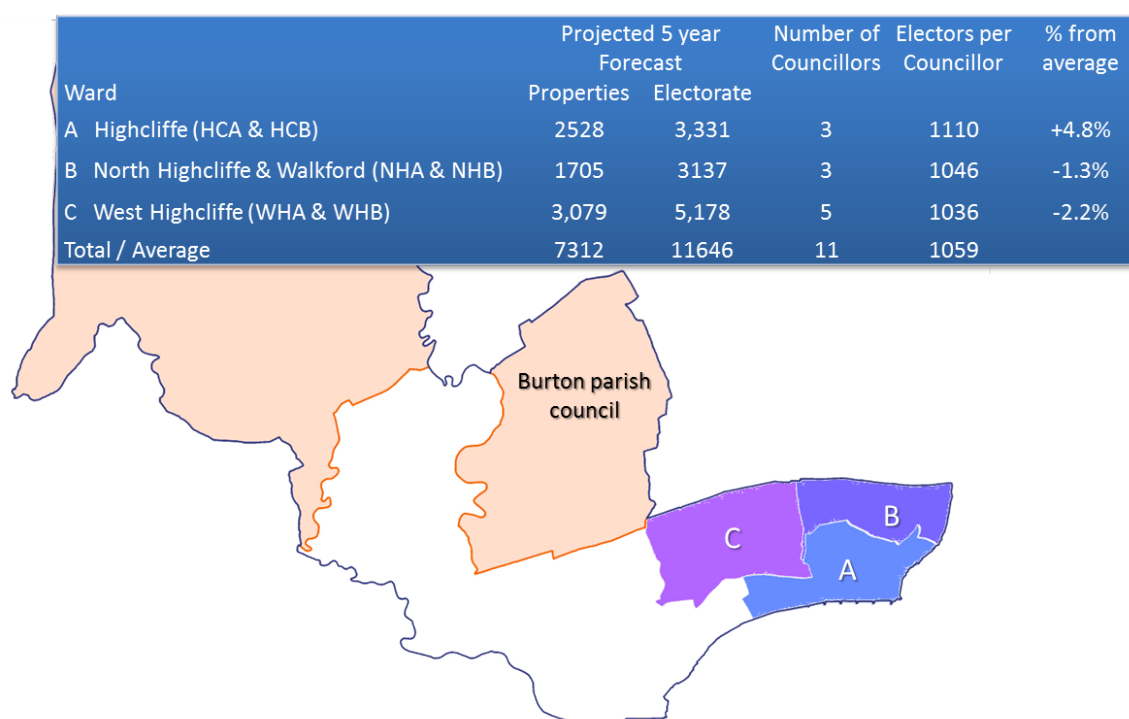 Projected 5 year Number of Electors per % from
Forecast Councillors Councillor average
Ward Properties Electorate
A Highcliffe (HCA & HCB) 2528 3,331 3 1110 +4.8%
B North Highcliffe & Walkford (NHA & NHB) 1705 3137 3 1046 -1.3%
C West Highcliffe (WHA & WHB) 3,079 5,178 5 1036 -2.2%
Total / Average 7312 11646 11 1059
Burton parish
council
C
B
A